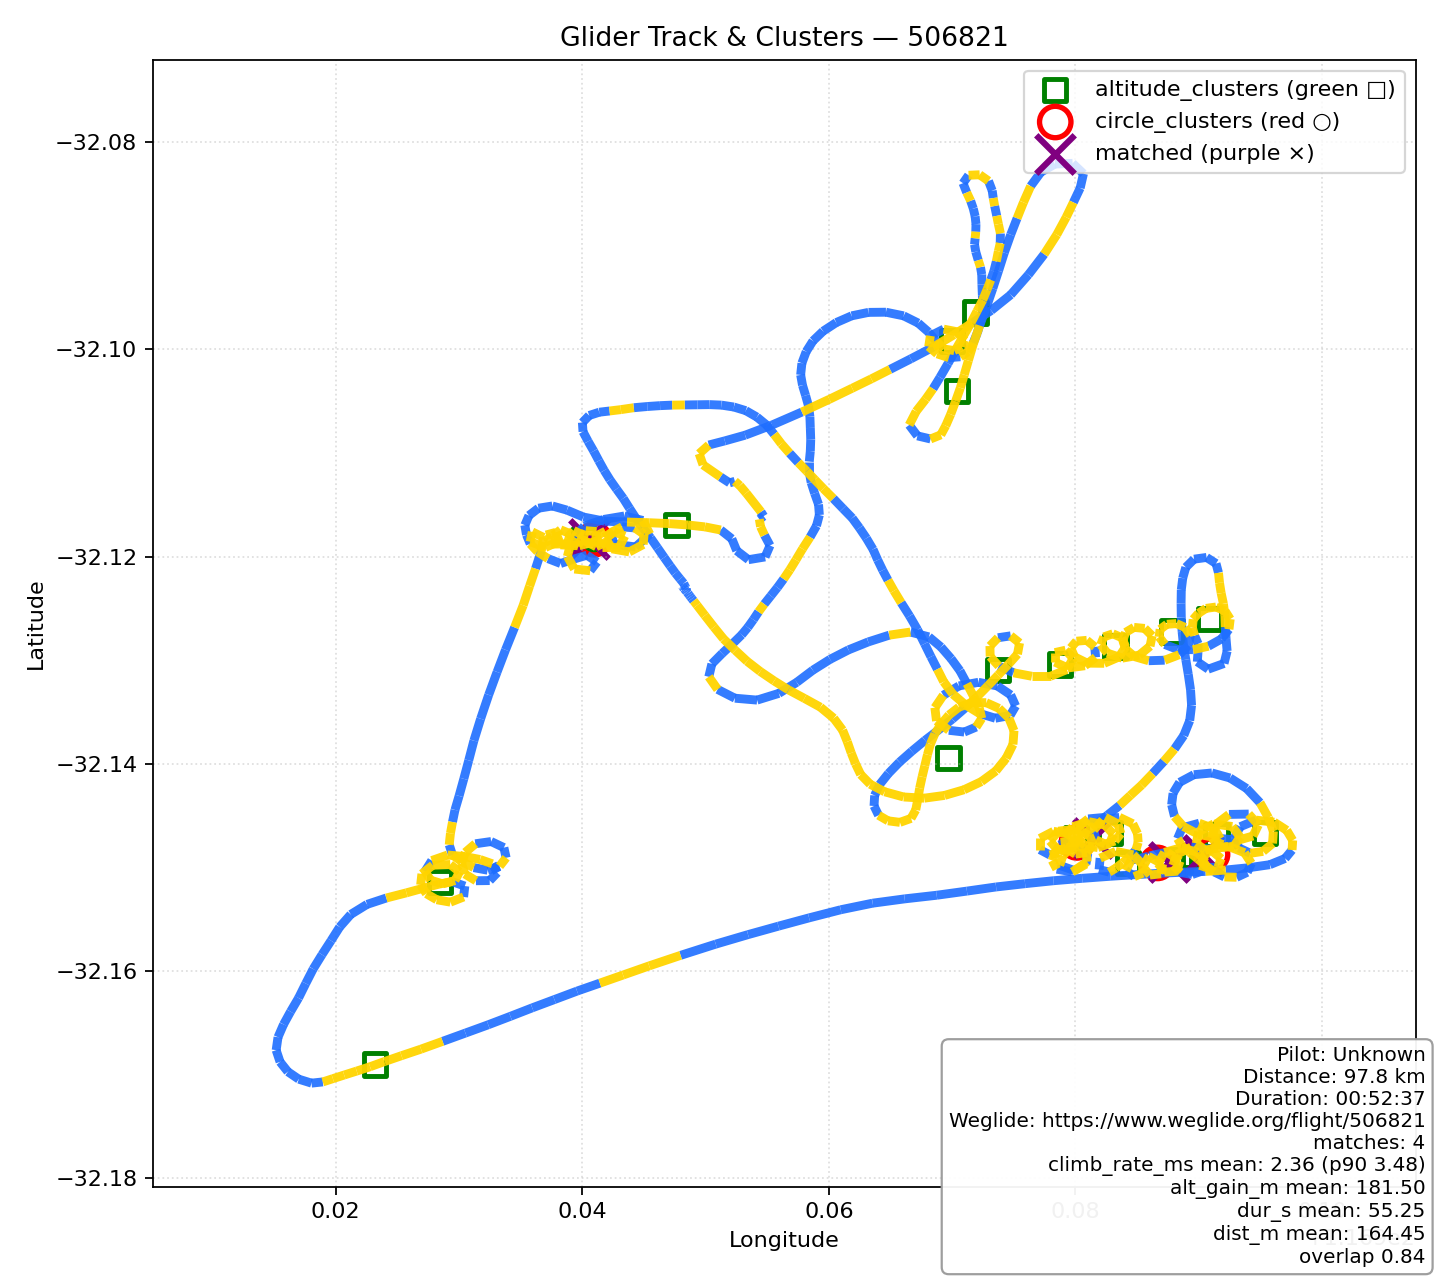 Glider Track & Clusters — 506821
altitude_clusters (green □)
circle_clusters (red ○)
matched (purple ×)
−32.08
−32.10
−32.12
−32.14
−32.16
−32.18
Latitude
0.02
0.04
0.06
0.08
Longitude
Pilot: Unknown
Distance: 97.8 km
Duration: 00:52:37
Weglide: https://www.weglide.org/flight/506821
matches: 4
climb_rate_ms mean: 2.36 (p90 3.48)
alt_gain_m mean: 181.50
dur_s mean: 55.25
dist_m mean: 164.45
overlap 0.84